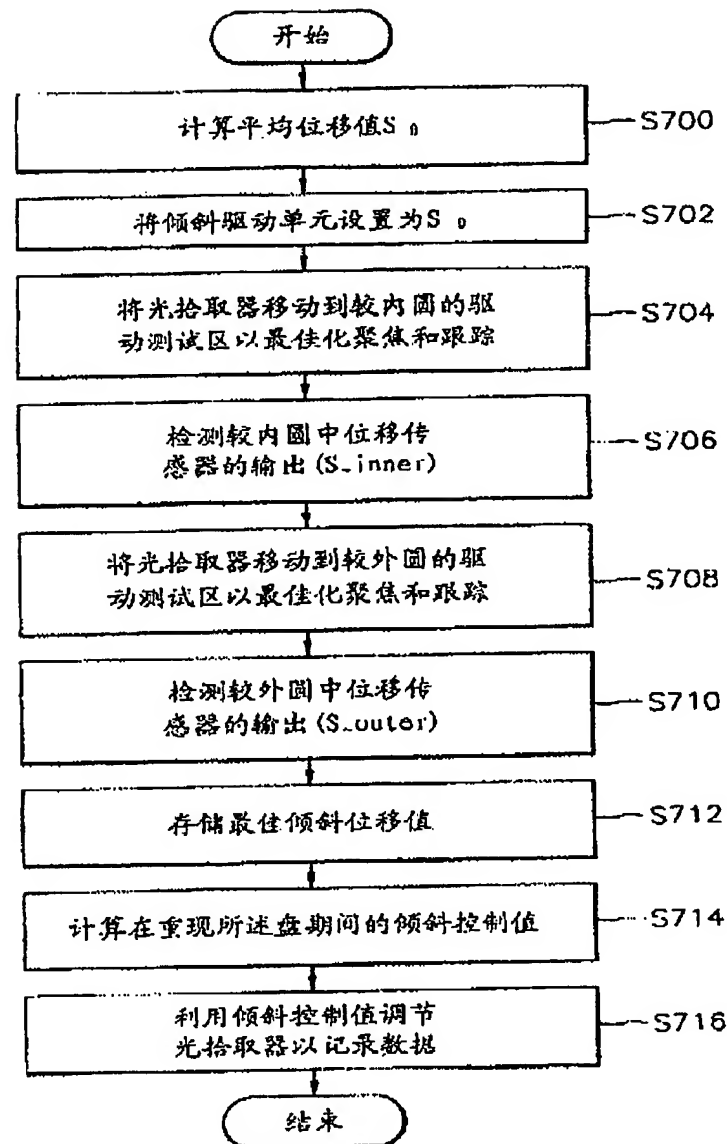 开始
计算平均位移值S₀
S700
将倾斜驱动单元设置为S₀
S702
将光拾取器移动到较内圆的驱
动测试区以最佳化聚焦和跟踪
S704
检测较内圆中位移传
感器的输出(S_inner)
S706
将光拾取器移动到较外圆的驱
动测试区以最佳化聚焦和跟踪
S708
检测较外圆中位移传
感器的输出(S_outer)
S710
存储最佳倾斜位移值
S712
计算在重现所述盘期间的倾斜控制值
S714
利用倾斜控制值调节
光拾取器以记录数据
S716
结束